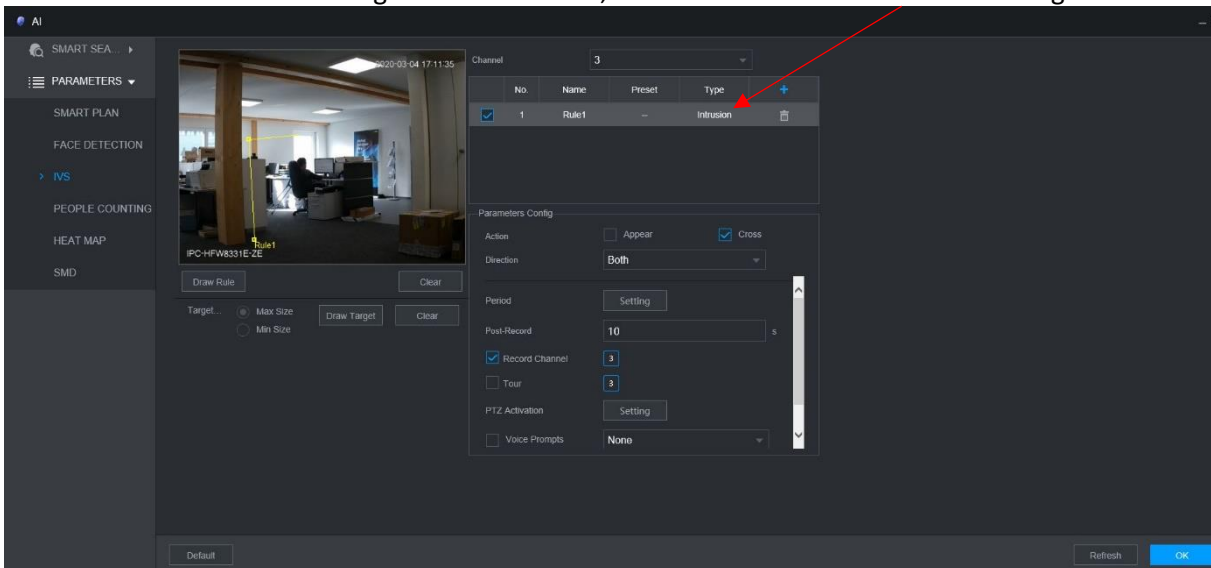 AI
SMART SEA...
PARAMETERS
SMART PLAN
FACE DETECTION
IVS
PEOPLE COUNTING
HEAT MAP
SMD
2020-03-04 17:11:35
Rule1
IPC-HFW8331E-ZE
Draw Rule Clear
Target... Max Size Draw Target Clear
Min Size
Channel 3
No. Name Preset Type +
1 Rule1 – Intrusion
Parameters Config
Action Appear Cross
Direction Both
Period Setting
Post-Record 10 s
Record Channel 3
Tour 3
PTZ Activation Setting
Voice Prompts None
Default Refresh OK